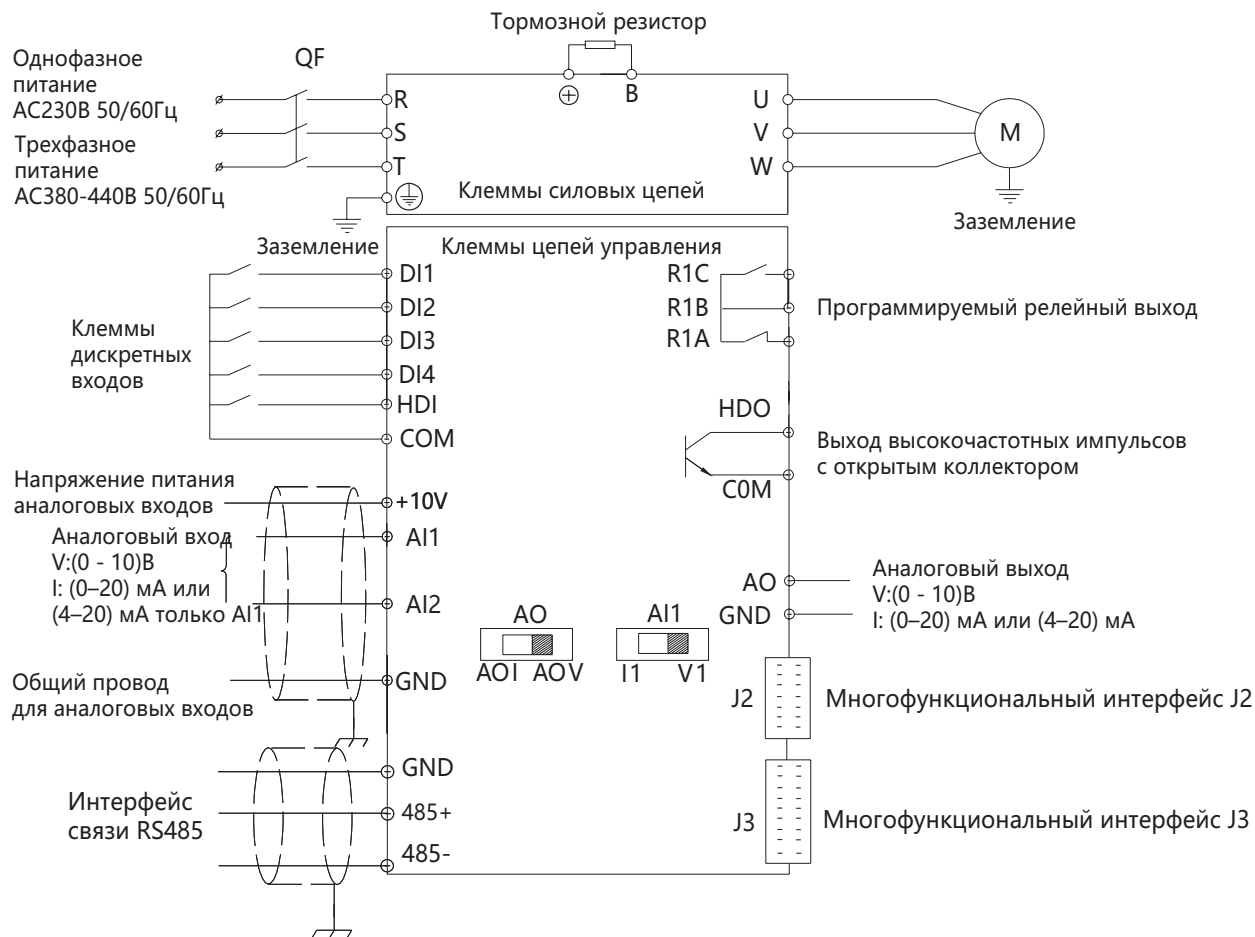 Тормозной резистор
Однофазное
питание
АС230В 50/60Гц
Трехфазное
питание
АС380-440В 50/60Гц
QF
R
S
T
B
U
V
W
M
Клеммы силовых цепей
Заземление
Заземление
Клеммы цепей управления
Клеммы
дискретных
входов
DI1
DI2
DI3
DI4
HDI
COM
R1C
R1B
R1A
Программируемый релейный выход
HDO
C0M
Выход высокочастотных импульсов
с открытым коллектором
Напряжение питания
аналоговых входов
+10V
Аналоговый вход
V:(0 - 10)В
I: (0–20) мА или
(4–20) мА только AI1
AI1
AI2
Общий провод
для аналоговых входов
GND
AO
AOI AOV
AI1
I1 V1
AO
GND
Аналоговый выход
V:(0 - 10)В
I: (0–20) мА или (4–20) мА
J2
Многофункциональный интерфейс J2
J3
Многофункциональный интерфейс J3
Интерфейс
связи RS485
GND
485+
485-